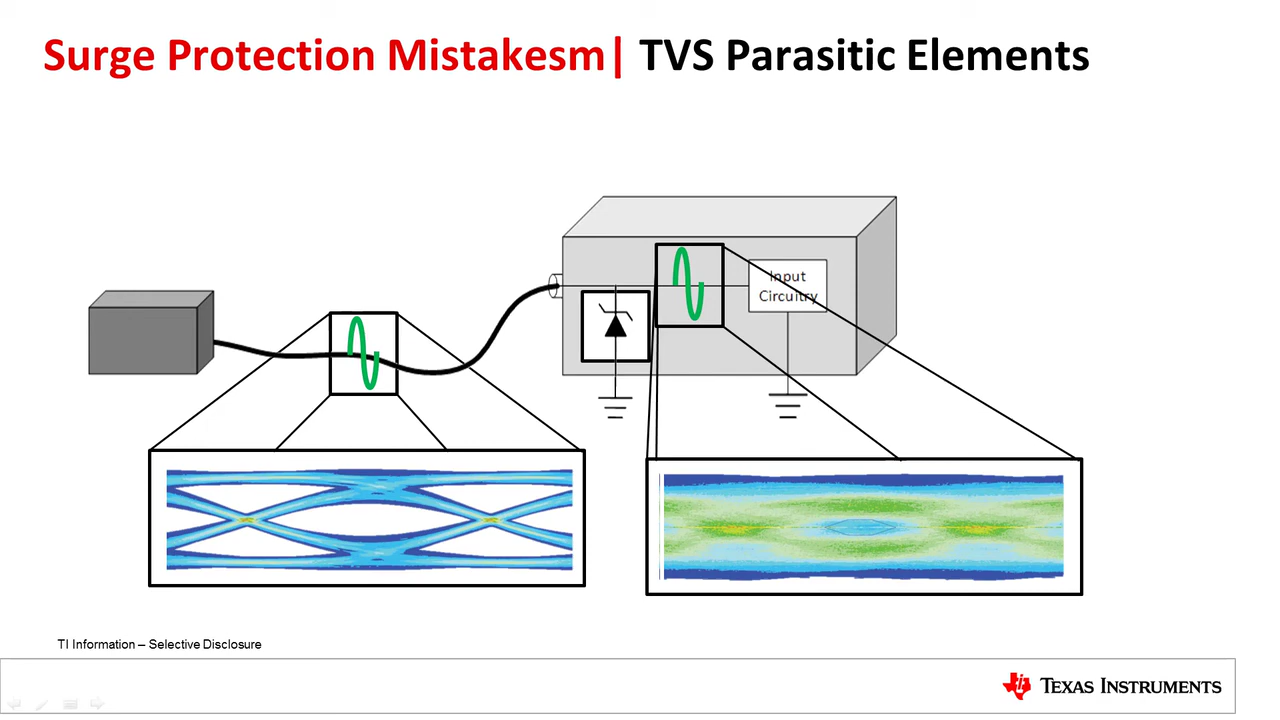 Surge Protection Mistakesm| TVS Parasitic Elements
Input
Circuitry
TI Information – Selective Disclosure
TEXAS INSTRUMENTS